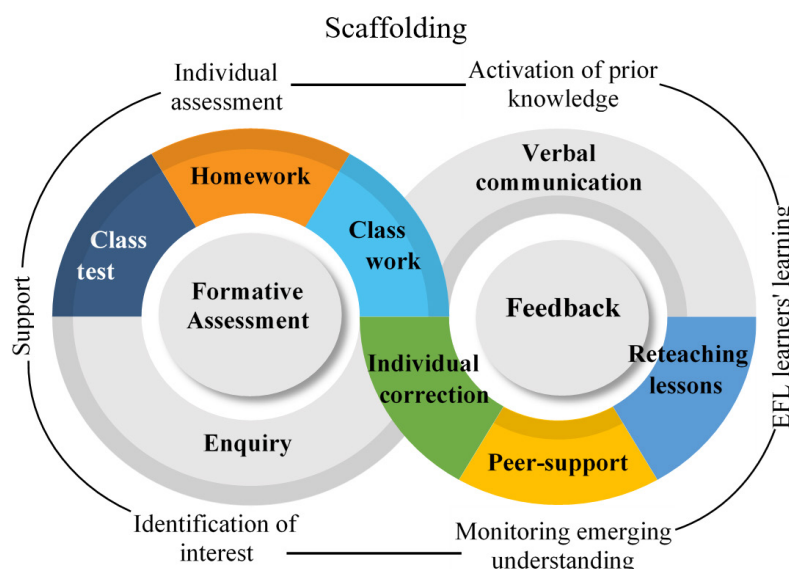 Scaffolding
Individual
assessment
Activation of prior
knowledge
Homework
Verbal
communication
Class
test
Class
work
Formative
Assessment
Feedback
Support
EFL learners' learning
Individual
correction
Reteaching
lessons
Enquiry
Peer-support
Identification of
interest
Monitoring emerging
understanding